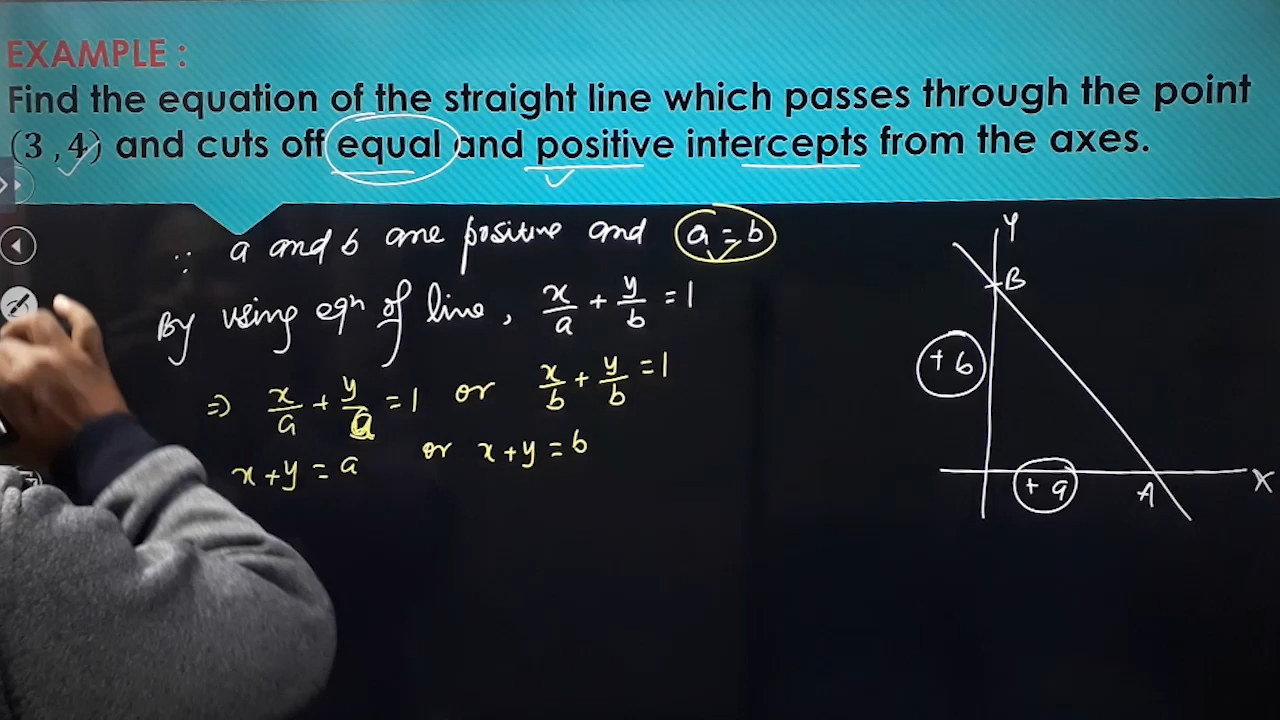 EXAMPLE :
Find the equation of the straight line which passes through the point
(3 ,4) and cuts off equal and positive intercepts from the axes.
∵ a and b are positive and a = b
By using eqⁿ of line, x/a + y/b = 1
⇒ x/a + y/a = 1 or x/b + y/b = 1
x + y = a or x + y = b
Y
B
+ b
+ a
A
X